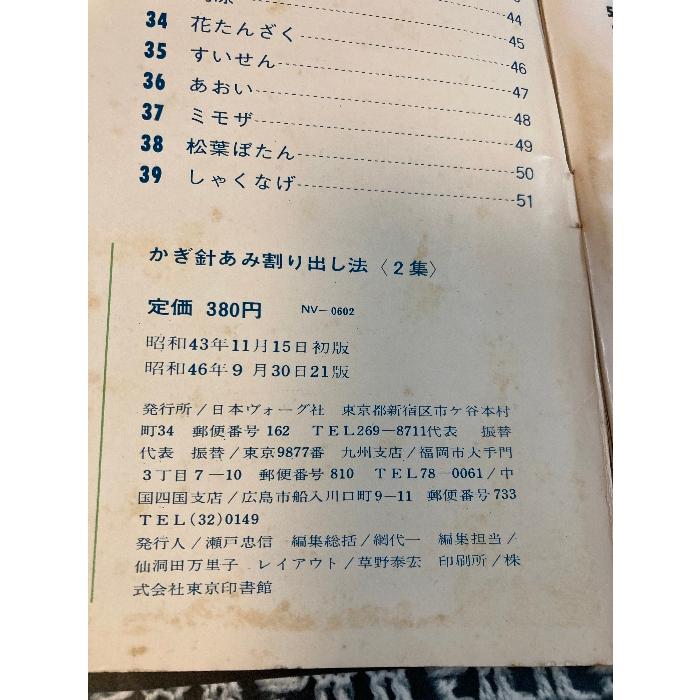 44
34 花たんざく 45
35 すいせん 46
36 あおい 47
37 ミモザ 48
49
38 松葉ぼたん 50
39 しゃくなげ 51
かぎ針あみ割り出し法〈2集〉
定価 380円 NV-0602
昭和43年11月15日初版
昭和46年9月30日21版
発行所/日本ヴォーグ社 東京都新宿区市ケ谷本村
町34 郵便番号162 TEL269-8711代表 振替
代表 振替/東京9877番 九州支店/福岡市大手門
3丁目7-10 郵便番号810 TEL78-0061/中
国四国支店/広島市船入川口町9-11 郵便番号733
TEL(32)0149
発行人/瀬戸忠信 編集総括/網代一 編集担当/
仙洞田万里子 レイアウト/草野泰宏 印刷所/株
式会社東京印書館